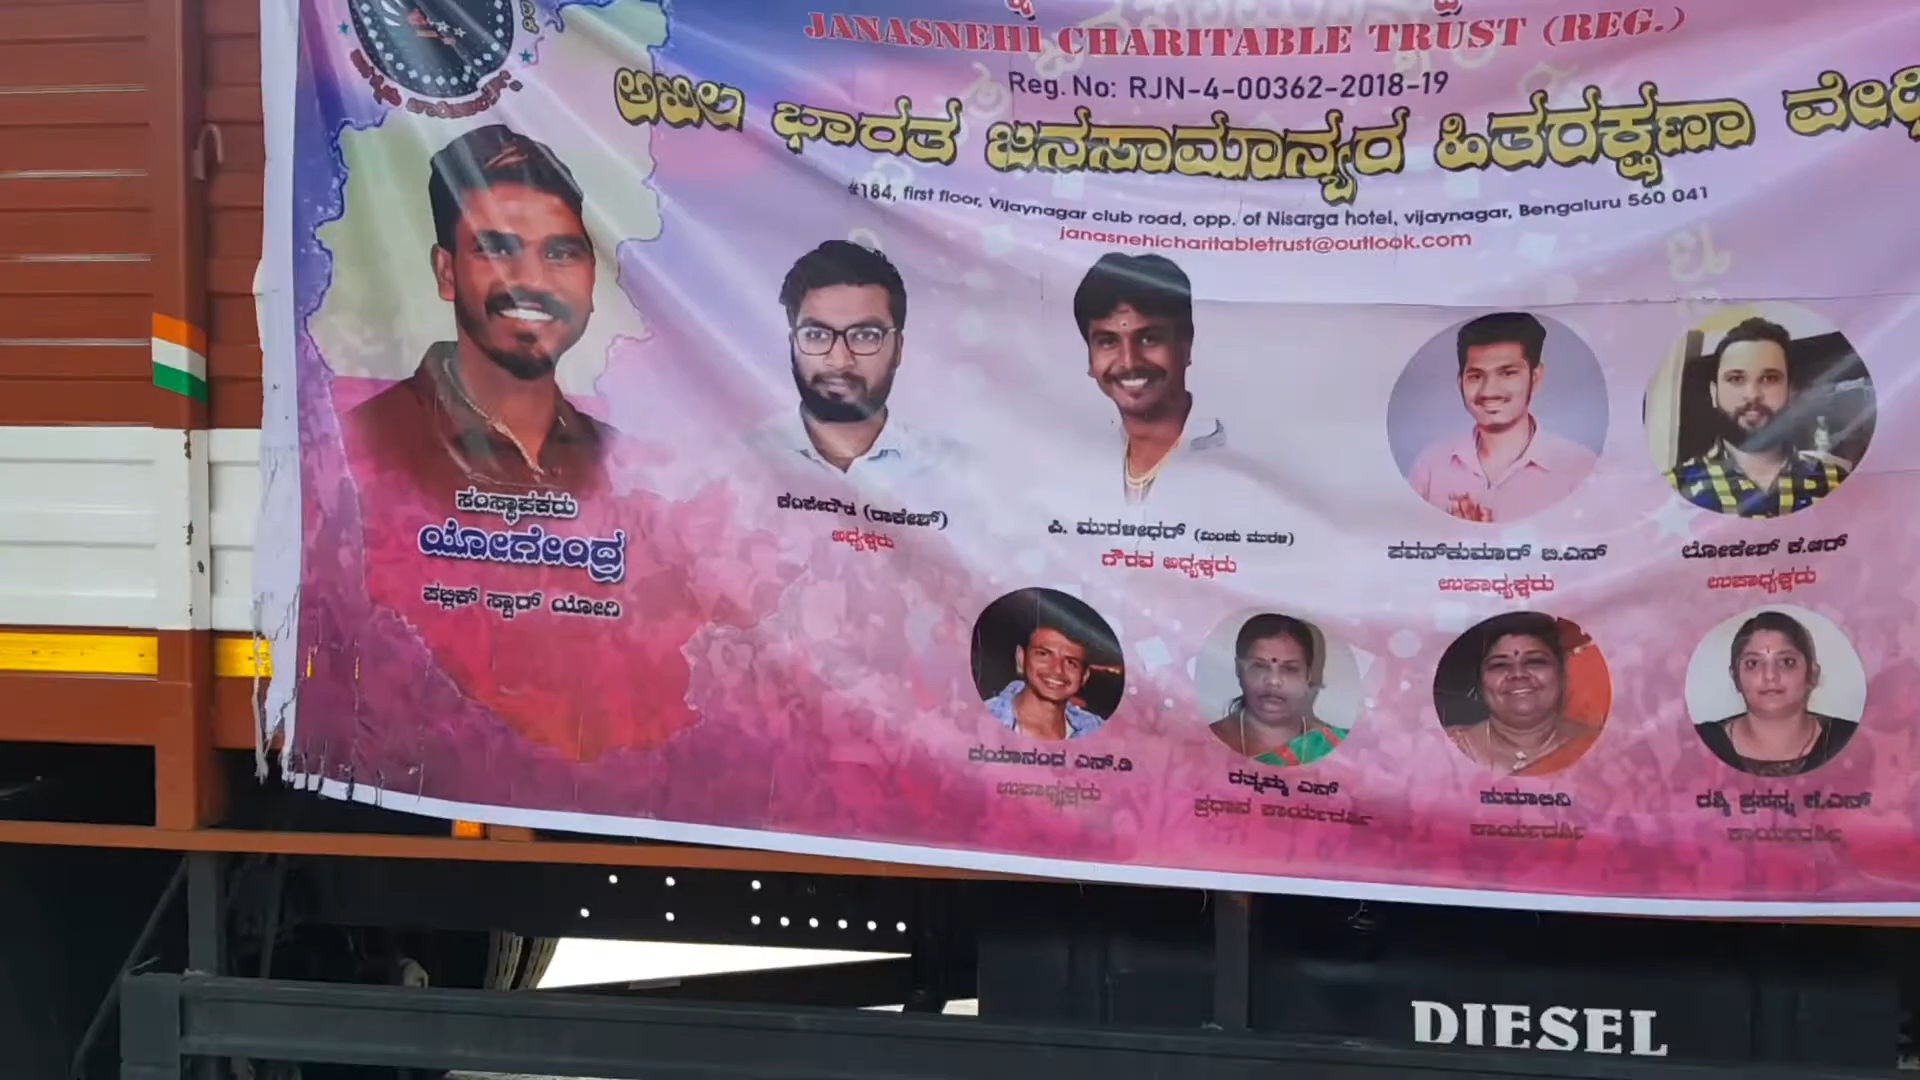 JANASNEHI CHARITABLE TRUST (REG.)
Reg. No: RJN-4-00362-2018-19
ಅಖಿಲ ಭಾರತ ಜನಸಾಮಾನ್ಯರ ಹಿತರಕ್ಷಣಾ
#184, first floor, Vijaynagar club road, opp. of Nisarga hotel, vijaynagar, Bengaluru 560 041
janasnehicharitabletrust@outlook.com
ಸಂಸ್ಥಾಪಕರು
ಯೋಗೇಂದ್ರ
ಪಬ್ಲಿಕ್ ಸ್ಟಾರ್ ಯೋಗಿ
ಕೆಂಪೇಗೌಡ (ರಾಕೇಶ್)
ಅಧ್ಯಕ್ಷರು
ಪಿ. ಮುರಳೀಧರ್ (ಮಿಂಚು ಮುರಳಿ)
ಗೌರವ ಅಧ್ಯಕ್ಷರು
ಪವನ್‌ಕುಮಾರ್ ಬಿ.ಎನ್
ಉಪಾಧ್ಯಕ್ಷರು
ಲೋಕೇಶ್ ಕೆ.ಆರ್
ಉಪಾಧ್ಯಕ್ಷರು
ದಯಾನಂದ ಎಸ್.ಡಿ
ಉಪಾಧ್ಯಕ್ಷರು
ರತ್ನಮ್ಮ ಎಸ್
ಪ್ರಧಾನ ಕಾರ್ಯದರ್ಶಿ
ಸುಮಾಲಿನಿ
ಕಾರ್ಯದರ್ಶಿ
ರಶ್ಮಿ ಪ್ರಸನ್ನ ಕೆ.ಎಸ್
ಕಾರ್ಯದರ್ಶಿ
DIESEL